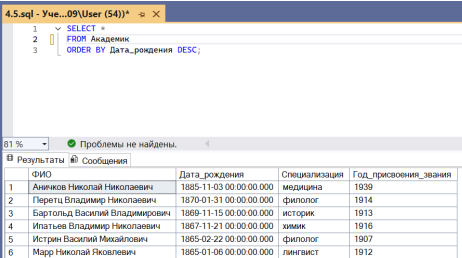 4.5.sql - Уче...09\User (54))*
1 SELECT *
2 FROM Академик
3 ORDER BY Дата_рождения DESC;
81 % Проблемы не найдены.
Результаты Сообщения
ФИО Дата_рождения Специализация Год_присвоения_звания
1 Аничков Николай Николаевич 1885-11-03 00:00:00.000 медицина 1939
2 Перетц Владимир Николаевич 1870-01-31 00:00:00.000 филолог 1914
3 Бартольд Василий Владимирович 1869-11-15 00:00:00.000 историк 1913
4 Ипатьев Владимир Николаевич 1867-11-21 00:00:00.000 химик 1916
5 Истрин Василий Михайлович 1865-02-22 00:00:00.000 филолог 1907
6 Марр Николай Яковлевич 1865-01-06 00:00:00.000 лингвист 1912